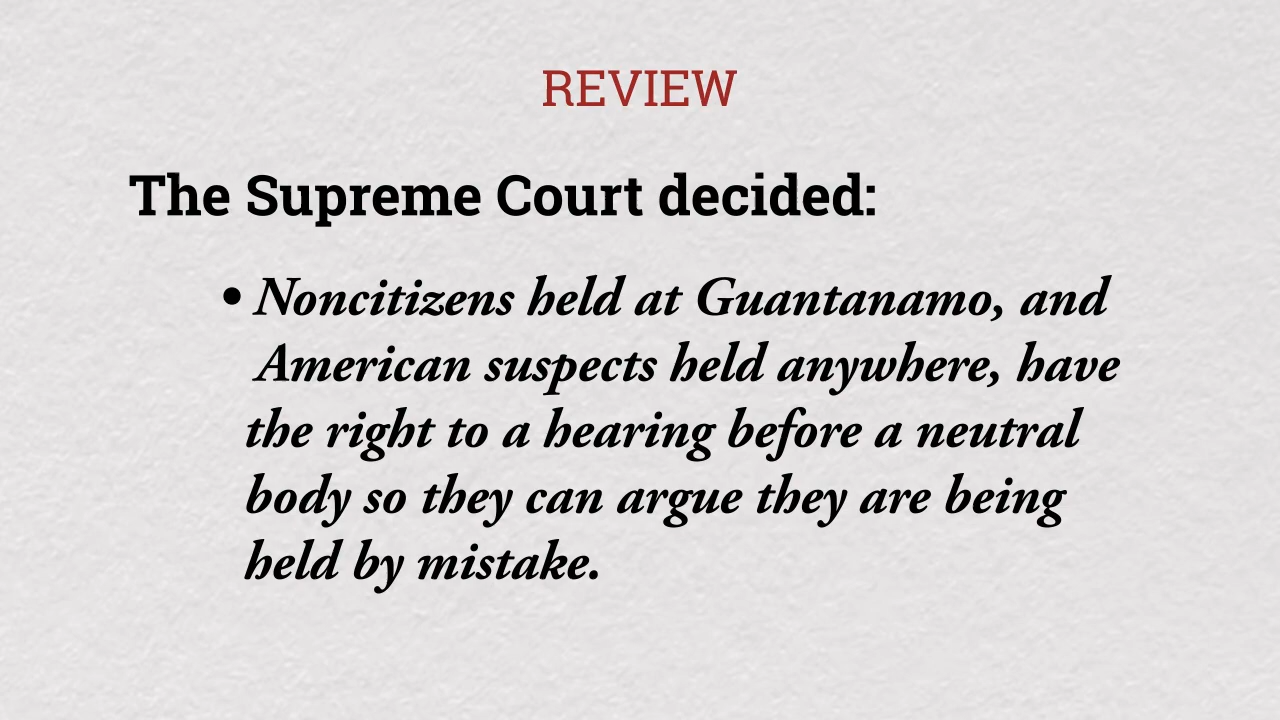 REVIEW
The Supreme Court decided:
• Noncitizens held at Guantanamo, and
American suspects held anywhere, have
the right to a hearing before a neutral
body so they can argue they are being
held by mistake.